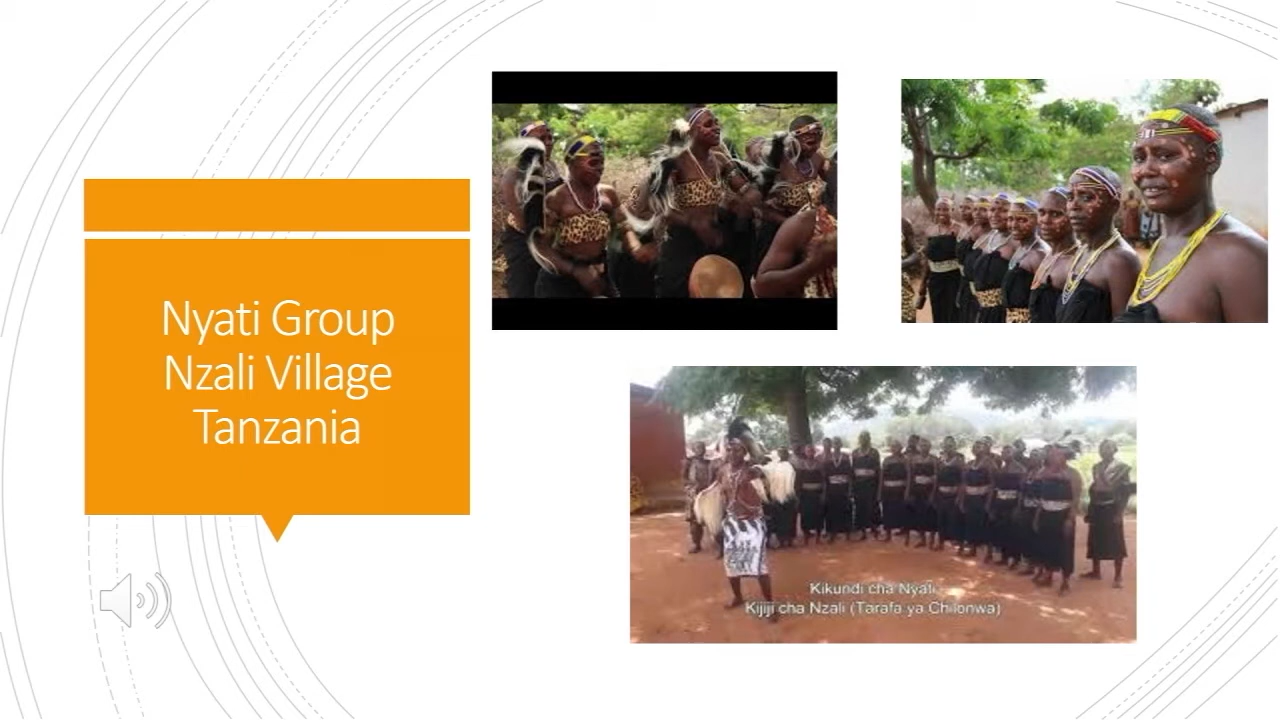 Nyati Group
Nzali Village
Tanzania
Kikundi cha Nyati
Kijiji cha Nzali (Tarafa ya Chilonwa)